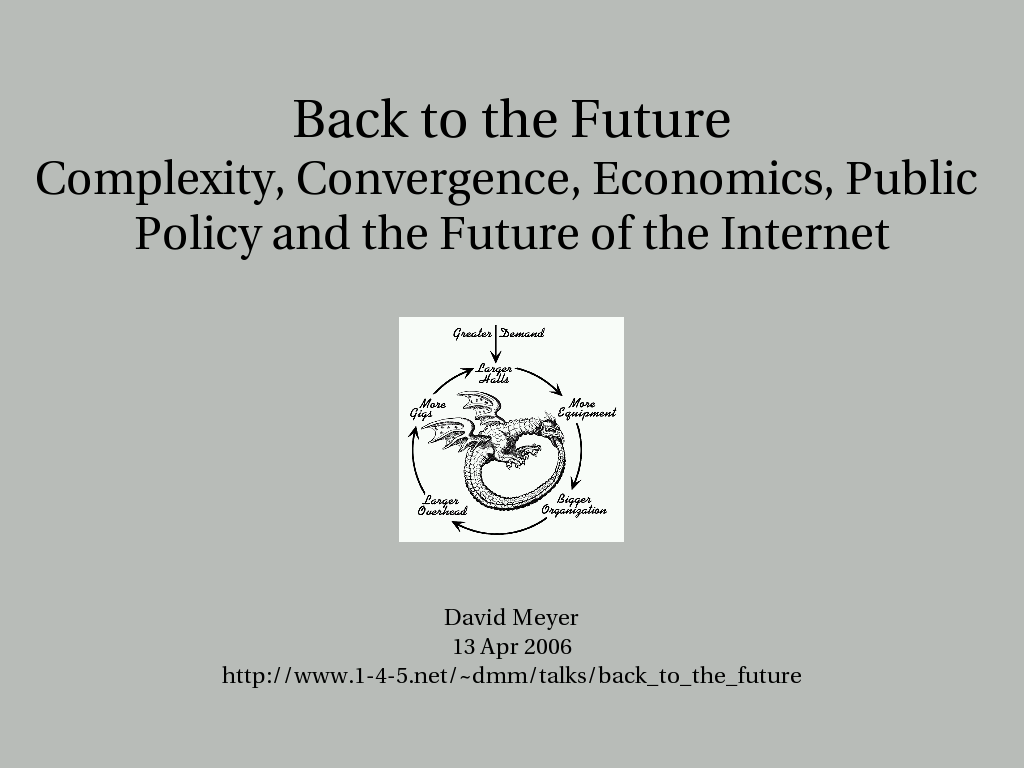 Back to the Future
Complexity, Convergence, Economics, Public
Policy and the Future of the Internet
Greater Demand
Larger
Halls
More
Equipment
Bigger
Organization
Larger
Overhead
More
Gigs
David Meyer
13 Apr 2006
http://www.1-4-5.net/~dmm/talks/back_to_the_future